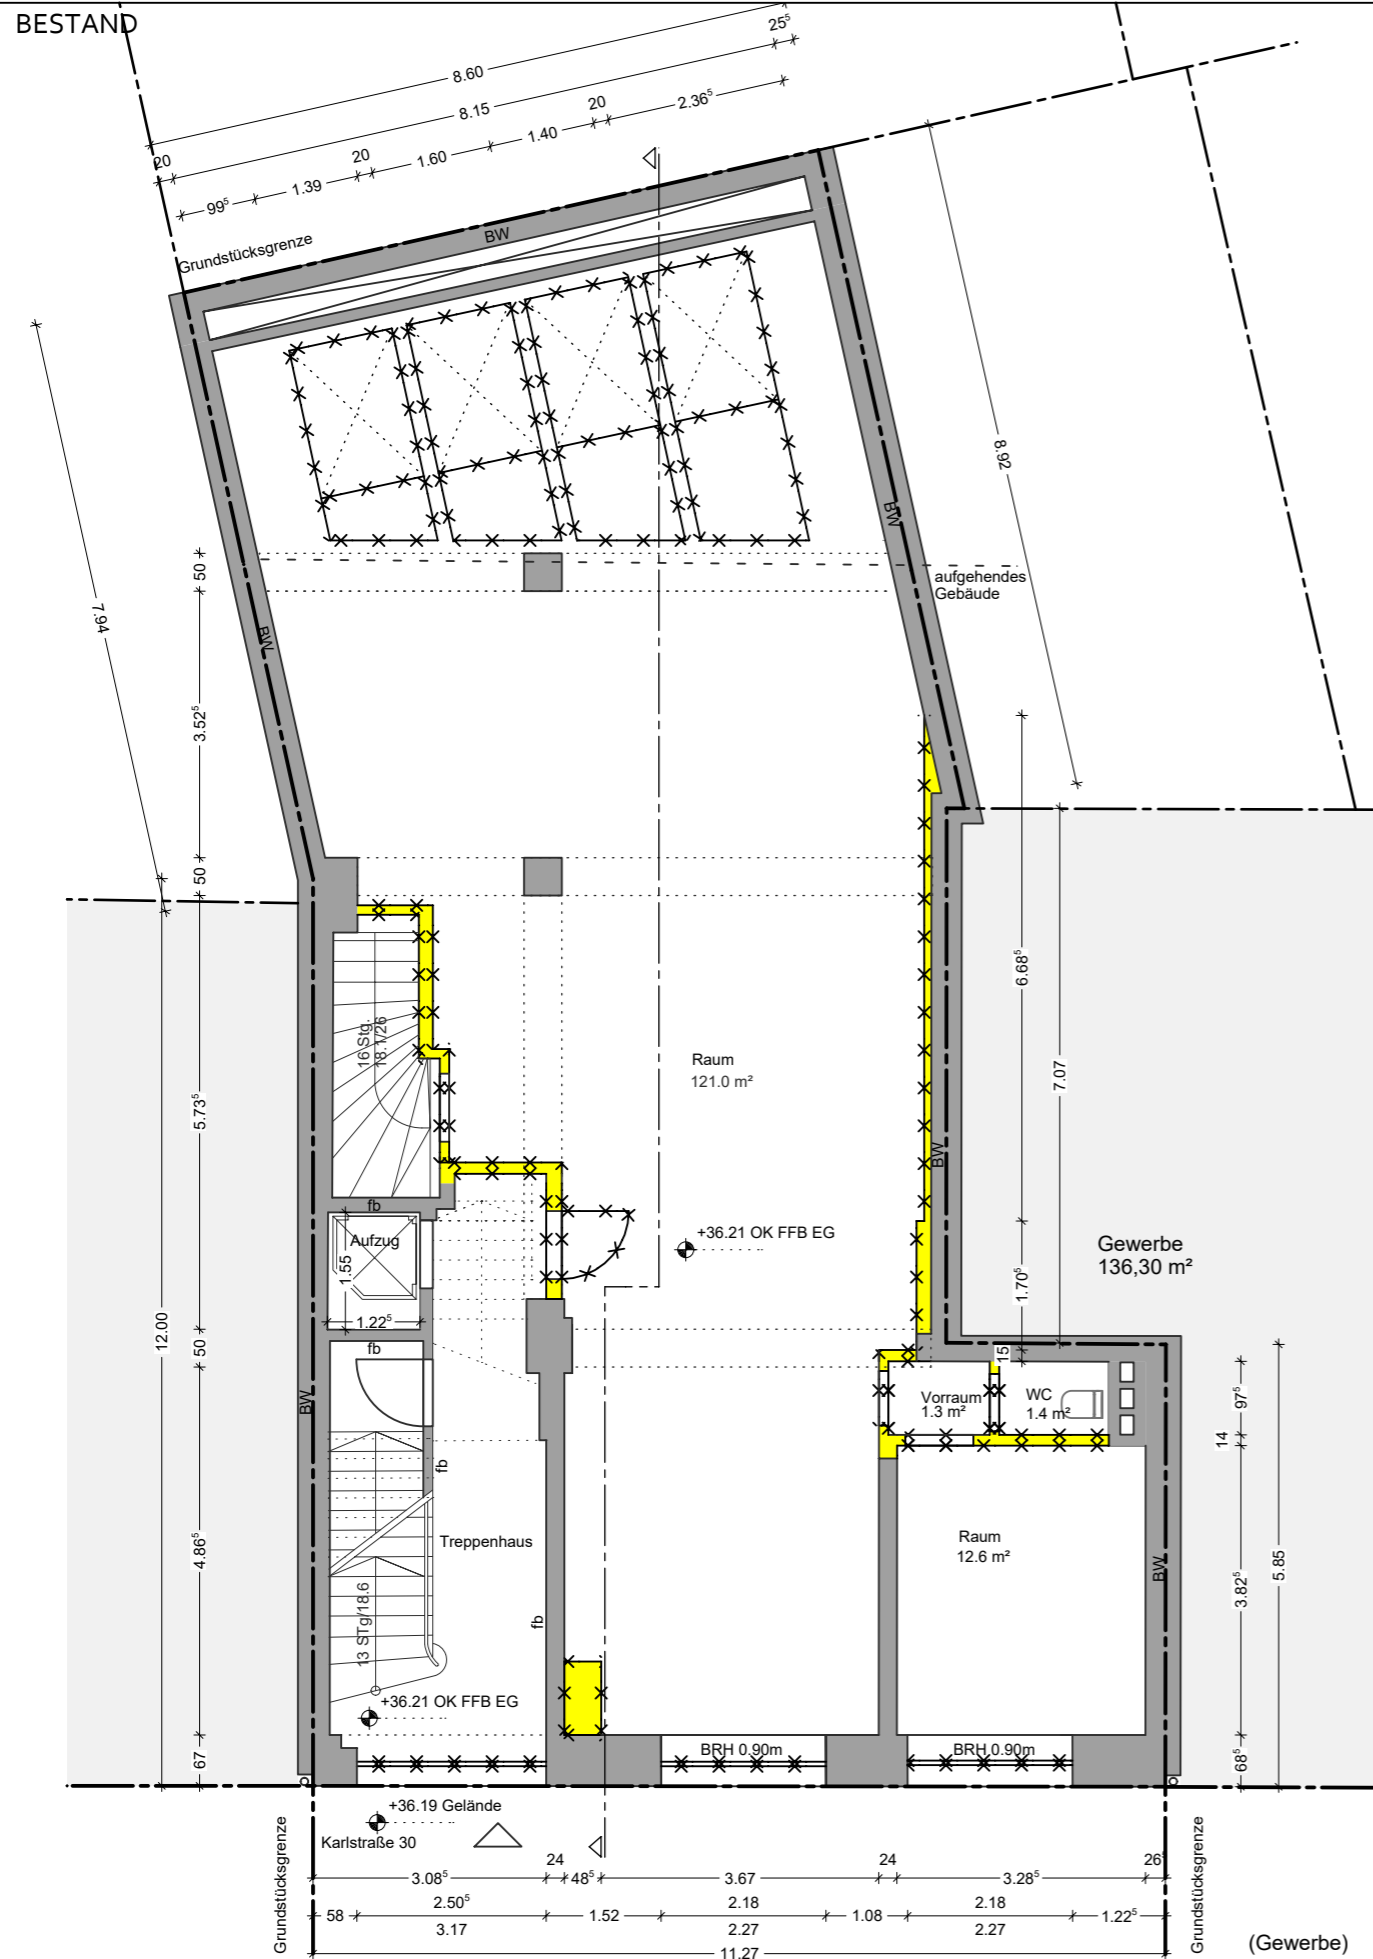 BESTAND
25⁵
8.60
8.15
20
2.36⁵
1.40
20
1.60
20
1.39
99⁵
Grundstücksgrenze
BW
8.92
BW
aufgehendes
Gebäude
50
7.94
BW
3.52⁵
50
6.68⁵
7.07
16 Stg.
18.1/26
Raum
121.0 m²
5.73⁵
BW
fb
Aufzug
1.55
1.22⁵
+36.21 OK FFB EG
Gewerbe
136,30 m²
1.70⁵
12.00
50
fb
15
Vorraum
1.3 m²
WC
1.4 m²
97⁵
14
BW
fb
Treppenhaus
4.86⁵
Raum
12.6 m²
5.85
3.82⁵
BW
13 STg/18.6
fb
+36.21 OK FFB EG
67
BRH 0.90m
BRH 0.90m
68⁵
+36.19 Gelände
Karlstraße 30
Grundstücksgrenze
Grundstücksgrenze
3.08⁵
24
48⁵
3.67
24
3.28⁵
26⁵
58
2.50⁵
3.17
1.52
2.18
2.27
1.08
2.18
2.27
1.22⁵
11.27
(Gewerbe)